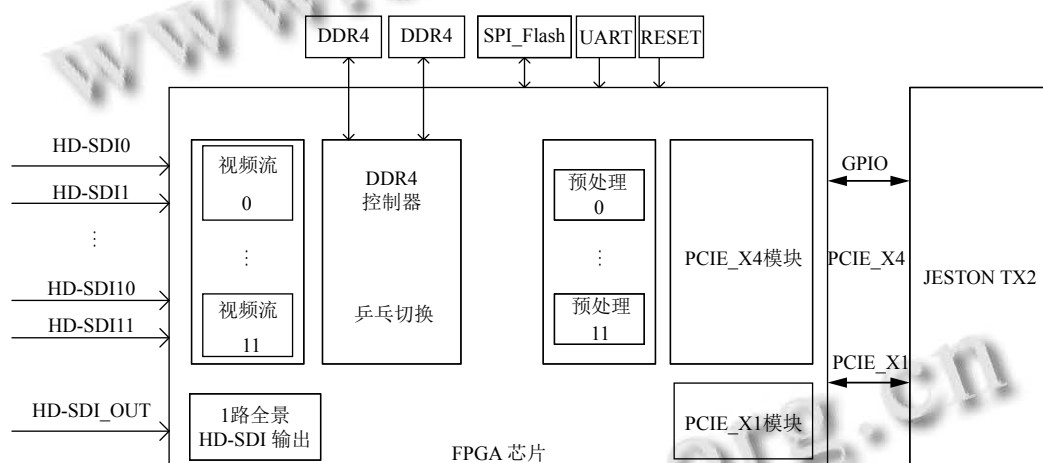 DDR4
DDR4
SPI_Flash
UART
RESET
HD-SDI0
HD-SDI1
⋮
HD-SDI10
HD-SDI11
HD-SDI_OUT
视频流
0
⋮
视频流
11
DDR4
控制器
乒乓切换
预处理
0
⋮
预处理
11
PCIE_X4模块
1路全景
HD-SDI 输出
PCIE_X1模块
FPGA 芯片
GPIO
PCIE_X4
PCIE_X1
JESTON TX2
www.
org.cn